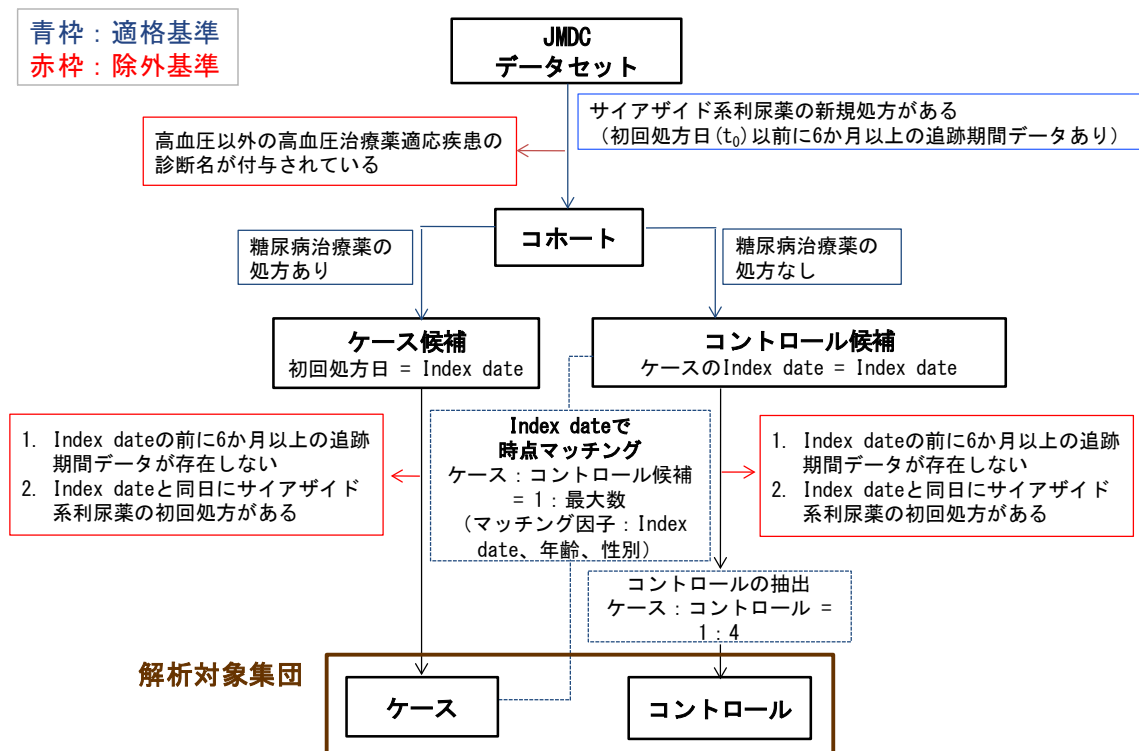 青枠：適格基準
赤枠：除外基準
JMDC
データセット
サイアザイド系利尿薬の新規処方がある
（初回処方日(t0)以前に6か月以上の追跡期間データあり）
高血圧以外の高血圧治療薬適応疾患の
診断名が付与されている
コホート
糖尿病治療薬の
処方あり
糖尿病治療薬の
処方なし
ケース候補
初回処方日 = Index date
コントロール候補
ケースのIndex date = Index date
1. Index dateの前に6か月以上の追跡
期間データが存在しない
2. Index dateと同日にサイアザイド
系利尿薬の初回処方がある
Index dateで
時点マッチング
ケース：コントロール候補
= 1：最大数
（マッチング因子：Index
date、年齢、性別）
1. Index dateの前に6か月以上の追跡
期間データが存在しない
2. Index dateと同日にサイアザイド
系利尿薬の初回処方がある
コントロールの抽出
ケース：コントロール =
1：4
解析対象集団
ケース
コントロール